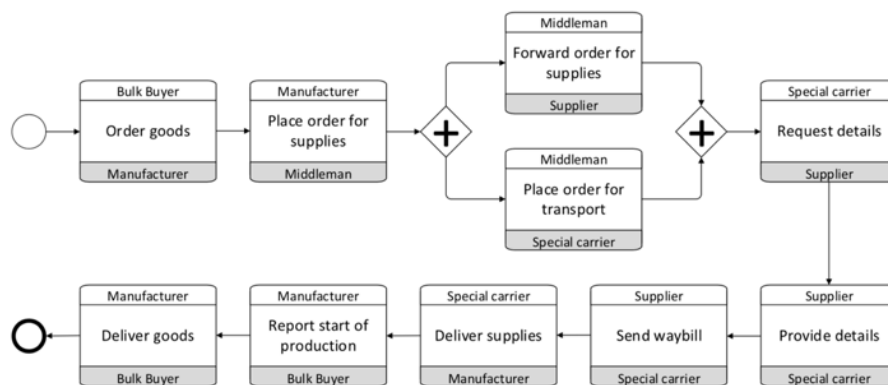 Bulk Buyer
Order goods
Manufacturer
Manufacturer
Place order for
supplies
Middleman
Middleman
Forward order for
supplies
Supplier
Middleman
Place order for
transport
Special carrier
Special carrier
Request details
Supplier
Supplier
Provide details
Special carrier
Supplier
Send waybill
Special carrier
Special carrier
Deliver supplies
Manufacturer
Manufacturer
Report start of
production
Bulk Buyer
Manufacturer
Deliver goods
Bulk Buyer